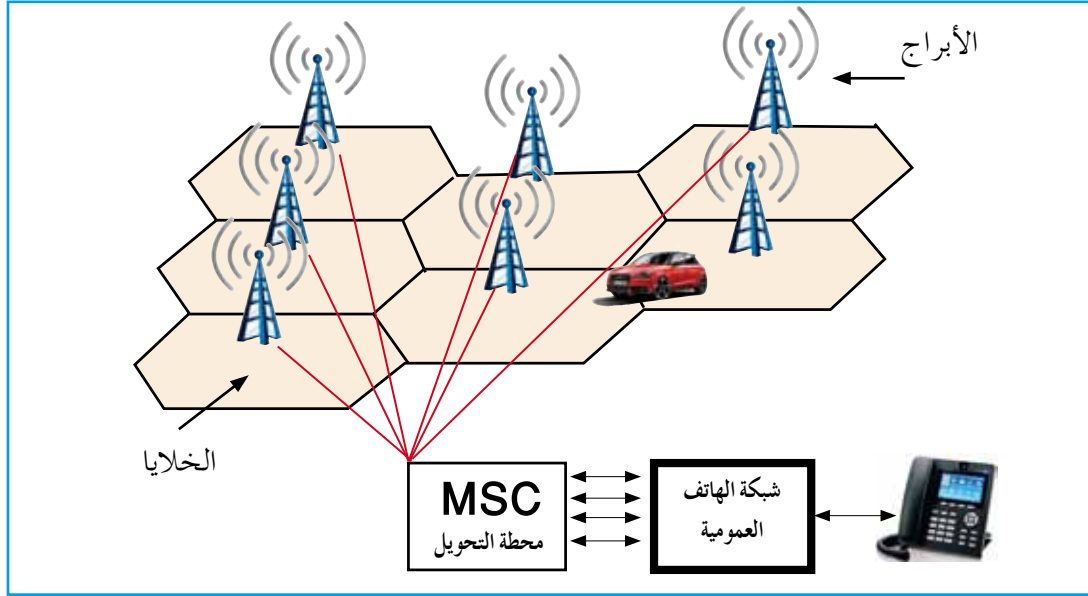 الأبراج
الخلايا
MSC
محطة التحويل
شبكة الهاتف
العمومية